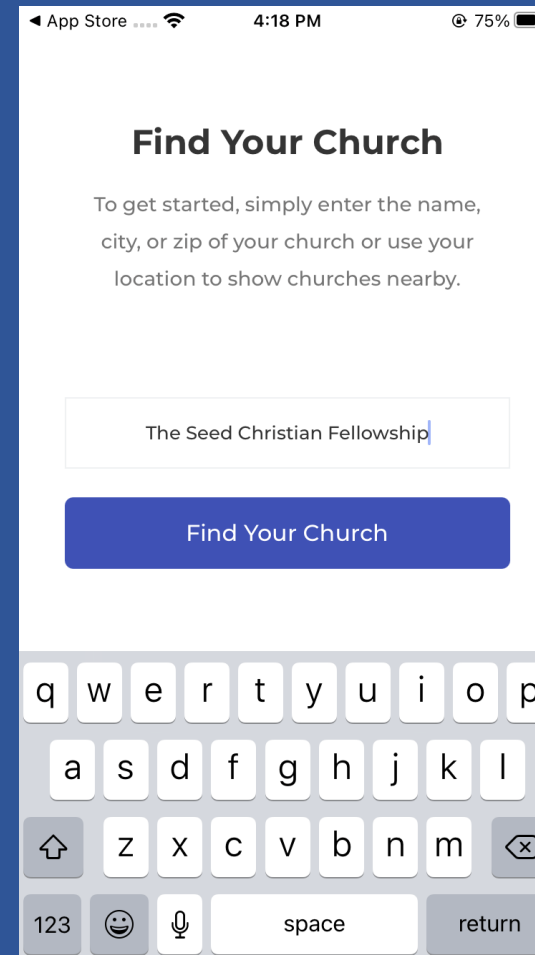 ◀ App Store 4:18 PM 75%
Find Your Church
To get started, simply enter the name,
city, or zip of your church or use your
location to show churches nearby.
The Seed Christian Fellowship
Find Your Church
q w e r t y u i o p
a s d f g h j k l
z x c v b n m
123 space return